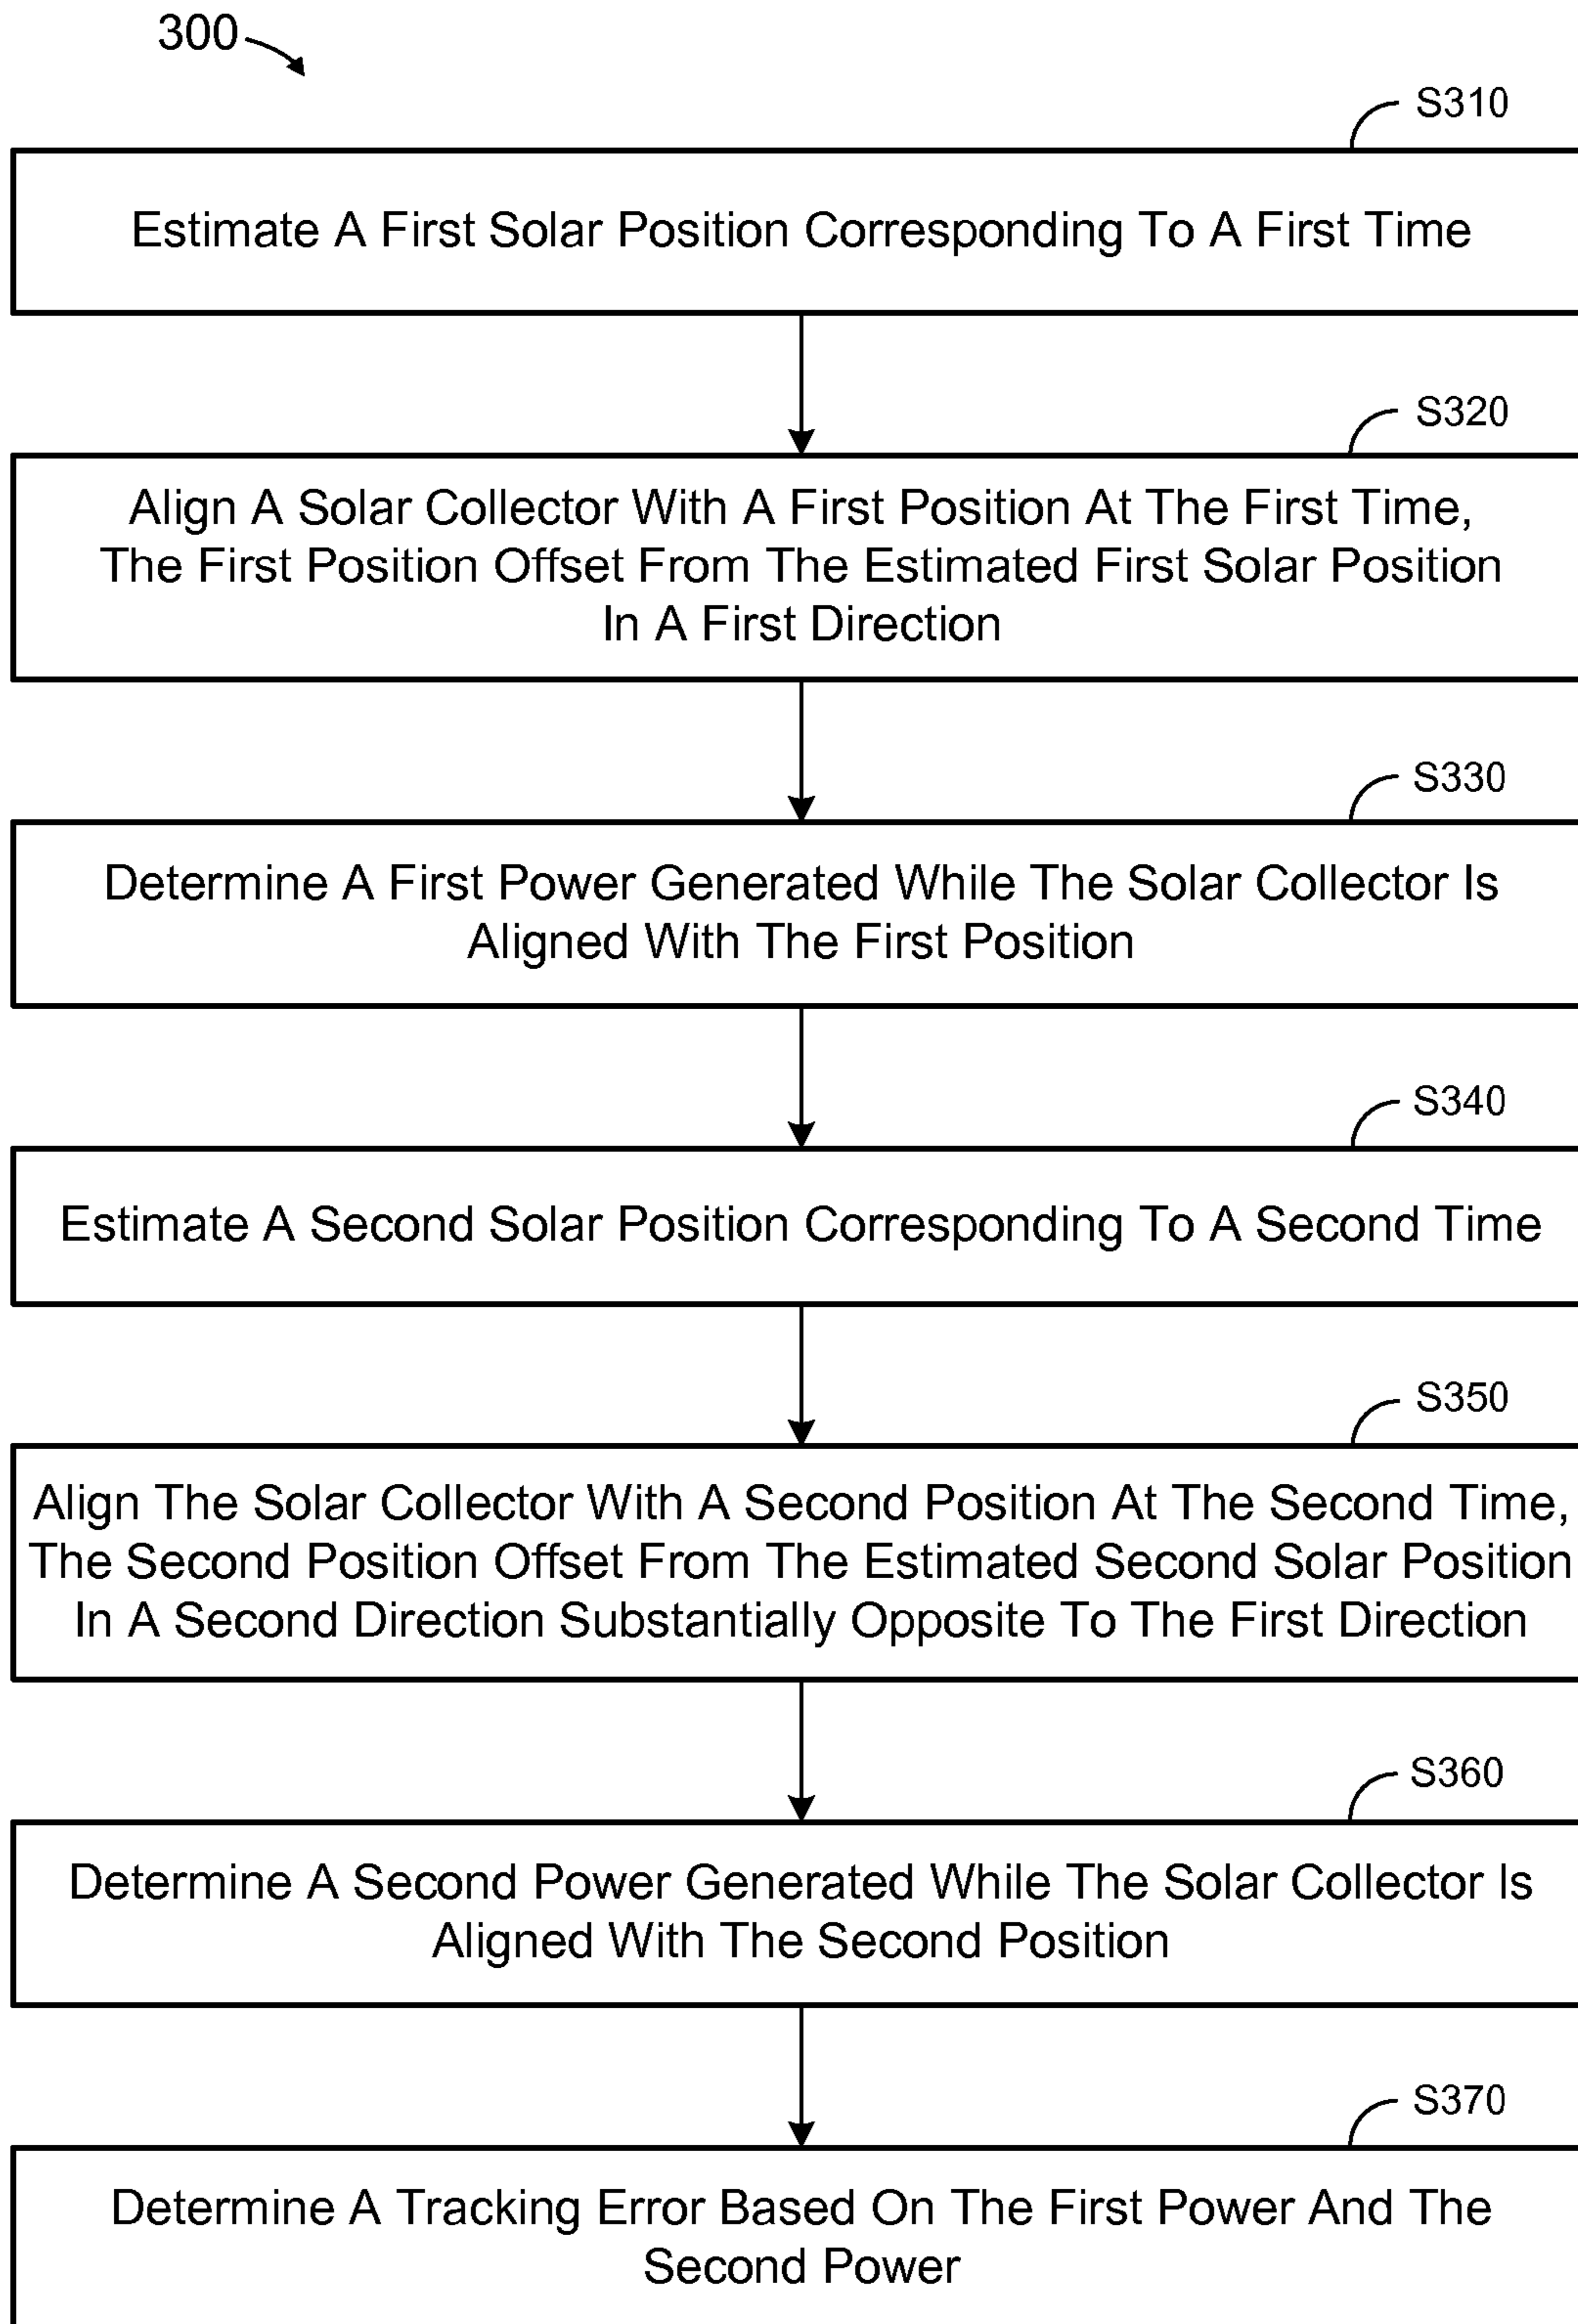 300
S310
Estimate A First Solar Position Corresponding To A First Time
S320
Align A Solar Collector With A First Position At The First Time,
The First Position Offset From The Estimated First Solar Position
In A First Direction
S330
Determine A First Power Generated While The Solar Collector Is
Aligned With The First Position
S340
Estimate A Second Solar Position Corresponding To A Second Time
S350
Align The Solar Collector With A Second Position At The Second Time,
The Second Position Offset From The Estimated Second Solar Position
In A Second Direction Substantially Opposite To The First Direction
S360
Determine A Second Power Generated While The Solar Collector Is
Aligned With The Second Position
S370
Determine A Tracking Error Based On The First Power And The
Second Power